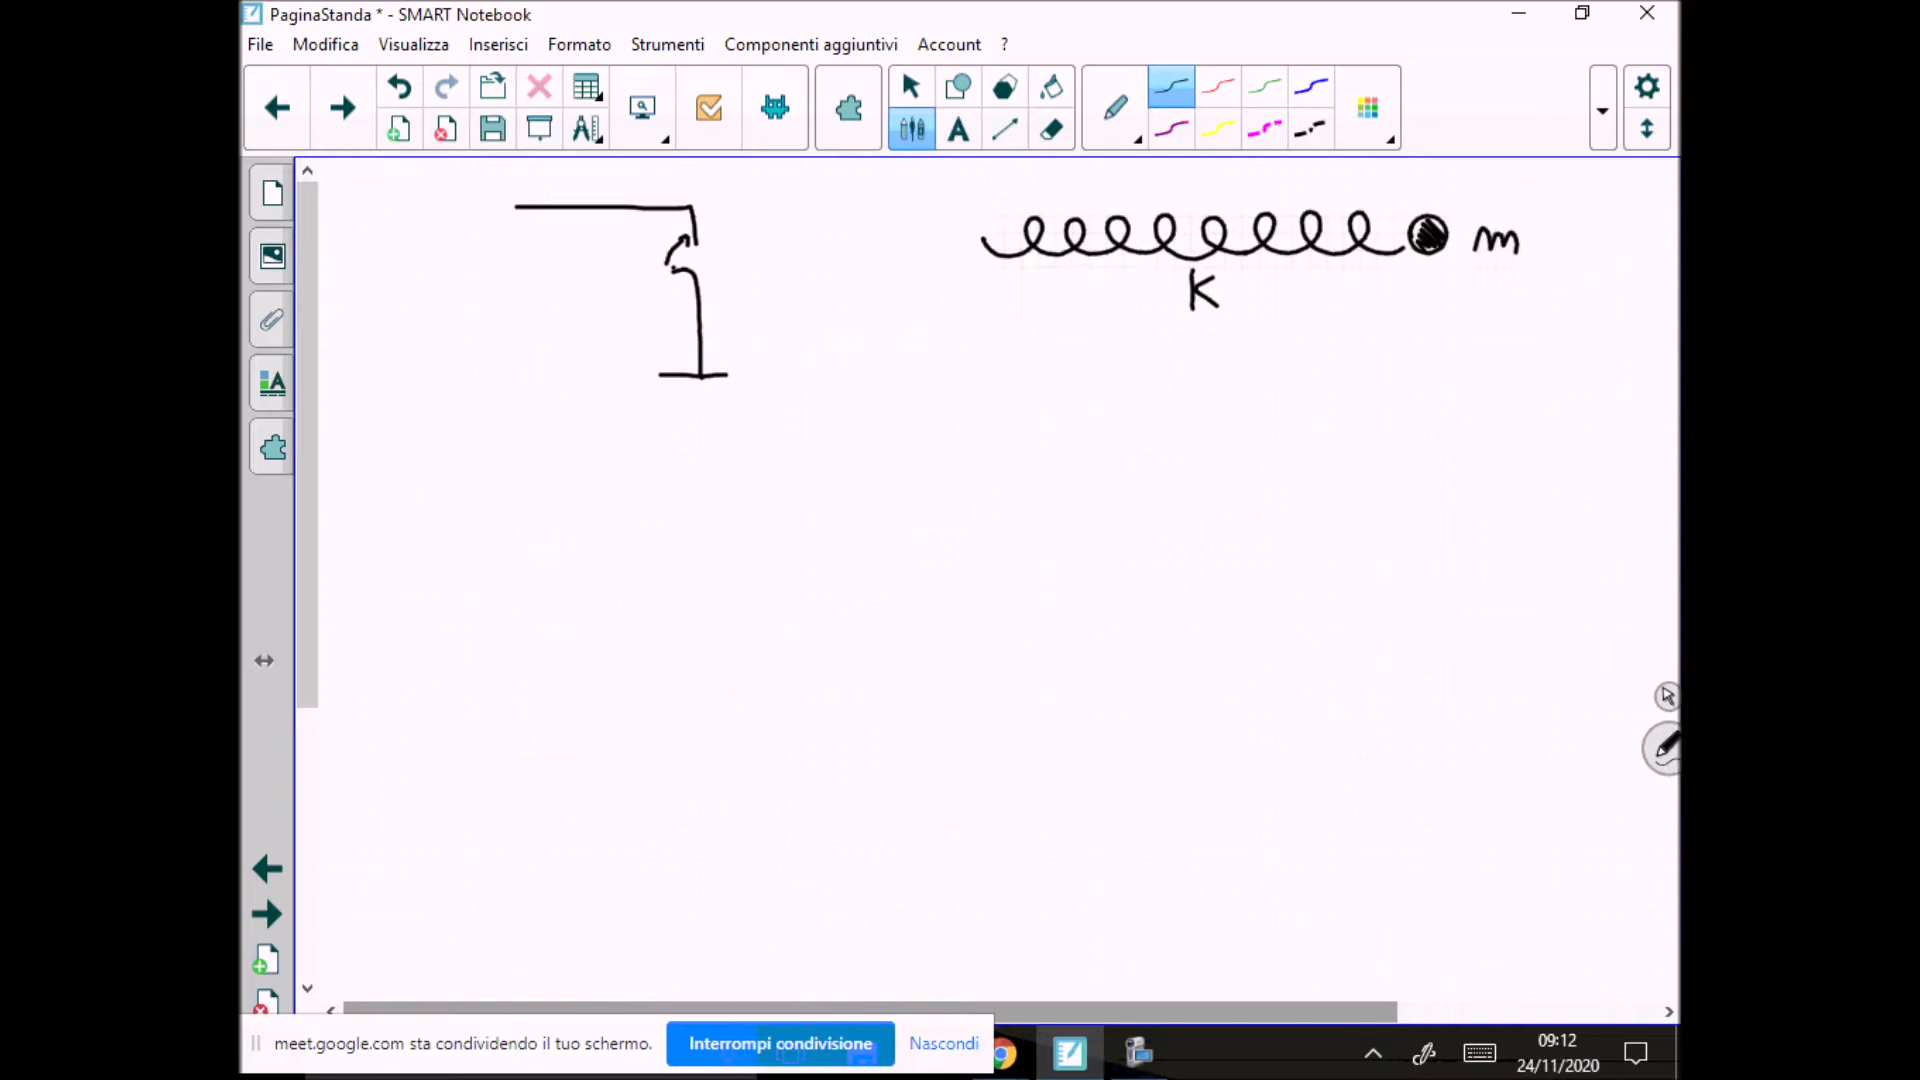 PaginaStanda * - SMART Notebook
File Modifica Visualizza Inserisci Formato Strumenti Componenti aggiuntivi Account ?
A
A
m
K
meet.google.com sta condividendo il tuo schermo. Interrompi condivisione Nascondi
09:12
24/11/2020